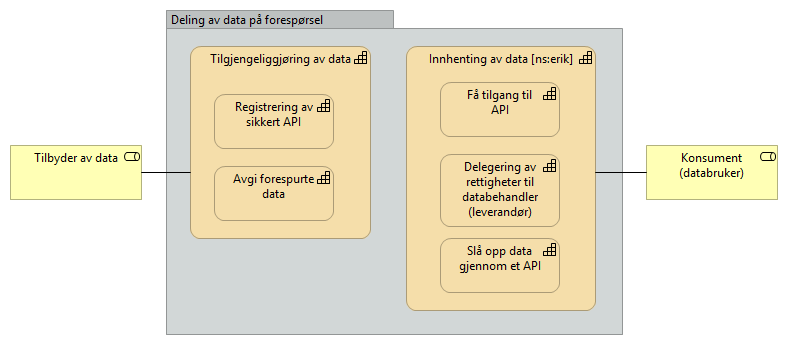 Deling av data på forespørsel
Tilgjengeliggjøring av data
Registrering av
sikkert API
Avgi forespurte
data
Innhenting av data [ns:erik]
Få tilgang til
API
Delegering av
rettigheter til
databehandler
(leverandør)
Slå opp data
gjennom et API
Tilbyder av data
Konsument
(databruker)